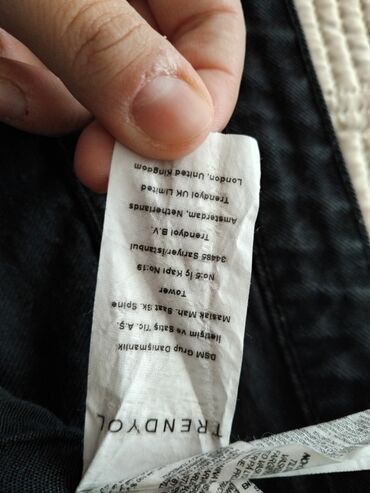 TRENDYOL
DSM Grup Danışmanlık
İletişim ve Satış Tic. A.Ş.
Maslak Mah. Saat Sk. Spine
Tower
No:5 İç Kapı No:19
34485 Sarıyer/İstanbul
Trendyol B.V.
Amsterdam, Netherlands
Trendyol UK Limited
London, United Kingdom